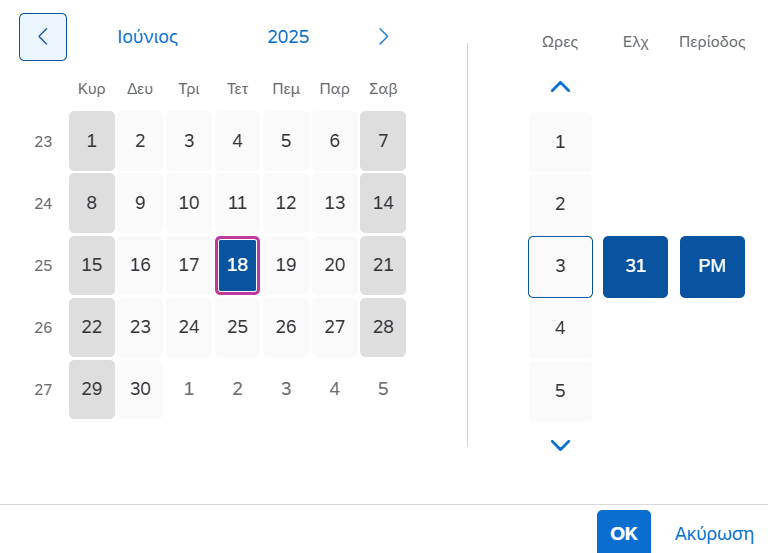 Ιούνιος 2025
Κυρ Δευ Τρι Τετ Πεμ Παρ Σαβ
23 1 2 3 4 5 6 7
24 8 9 10 11 12 13 14
25 15 16 17 18 19 20 21
26 22 23 24 25 26 27 28
27 29 30 1 2 3 4 5
Ωρες Ελχ Περίοδος
1
2
3 31 PM
4
5
OK Ακύρωση